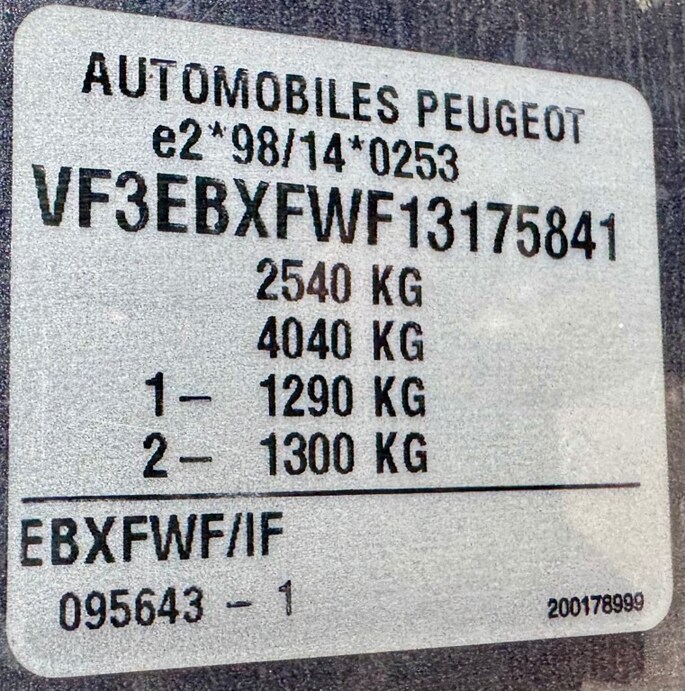 AUTOMOBILES PEUGEOT
e2*98/14*0253
VF3EBXFWF13175841
2540 KG
4040 KG
1- 1290 KG
2- 1300 KG
EBXFWF/IF
095643 - 1
200178999